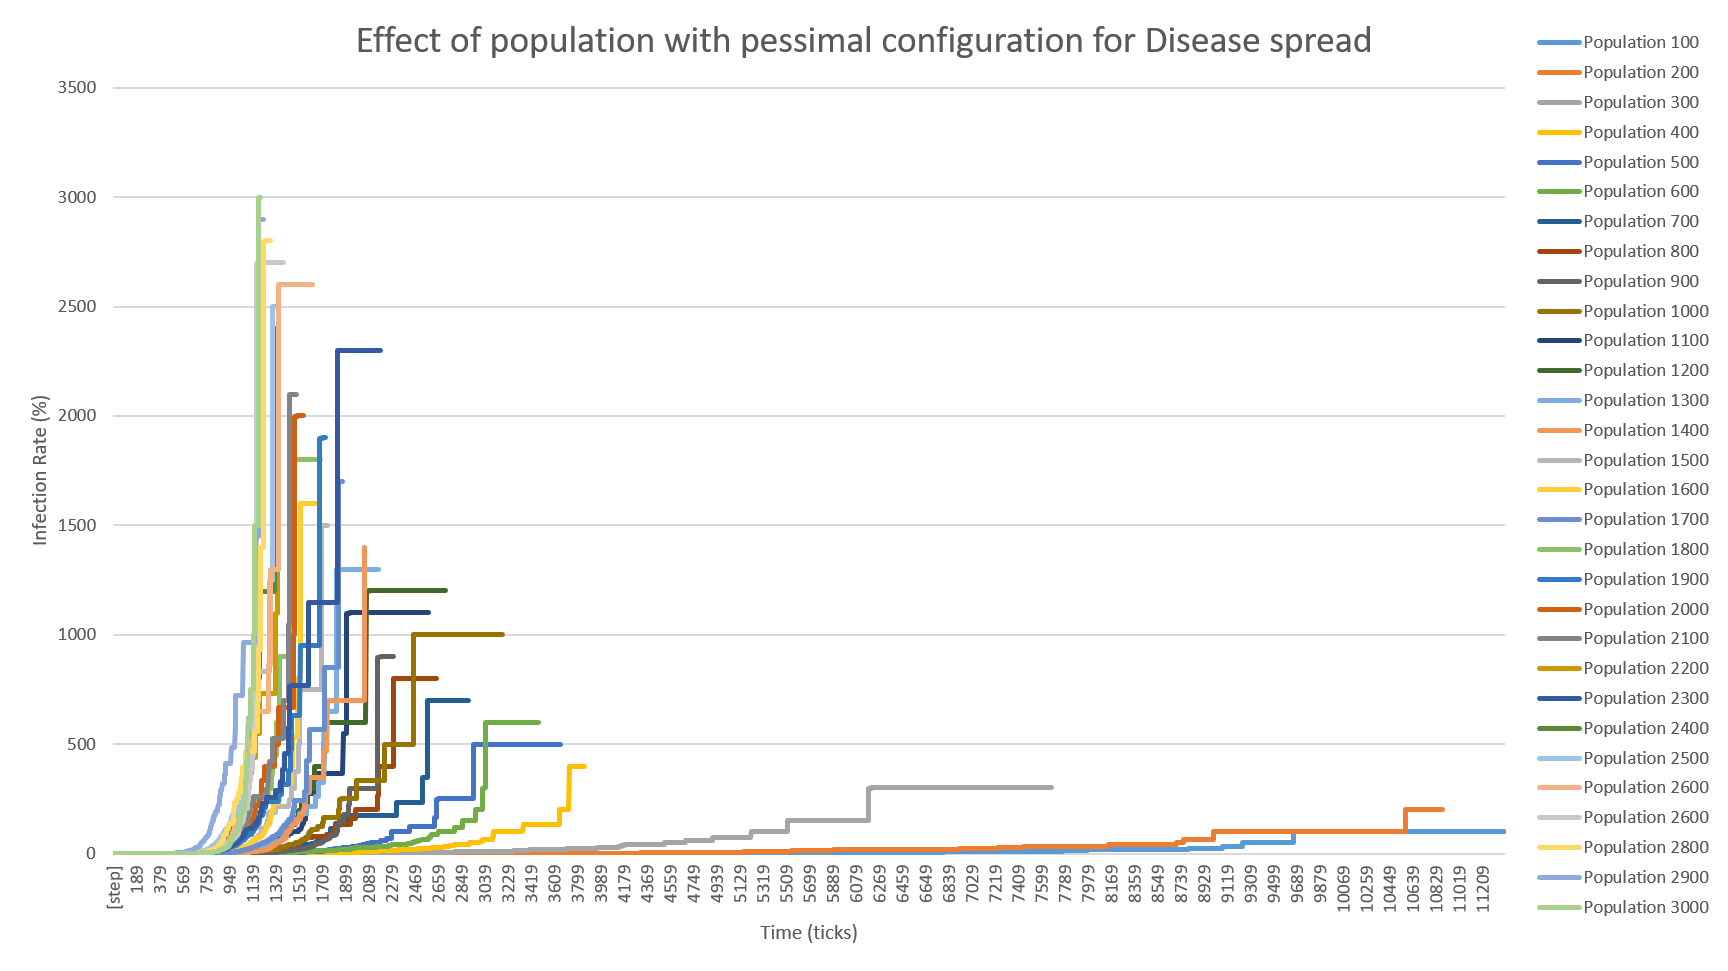 Effect of population with pessimal configuration for Disease spread
3500
3000
2500
2000
1500
1000
500
0
Infection Rate (%)
[step]
189
379
569
759
949
1139
1329
1519
1709
1899
2089
2279
2469
2659
2849
3039
3229
3419
3609
3799
3989
4179
4369
4559
4749
4939
5129
5319
5509
5699
5889
6079
6269
6459
6649
6839
7029
7219
7409
7599
7789
7979
8169
8359
8549
8739
8929
9119
9309
9499
9689
9879
10069
10259
10449
10639
10829
11019
11209
Time (ticks)
Population 100
Population 200
Population 300
Population 400
Population 500
Population 600
Population 700
Population 800
Population 900
Population 1000
Population 1100
Population 1200
Population 1300
Population 1400
Population 1500
Population 1600
Population 1700
Population 1800
Population 1900
Population 2000
Population 2100
Population 2200
Population 2300
Population 2400
Population 2500
Population 2600
Population 2600
Population 2800
Population 2900
Population 3000